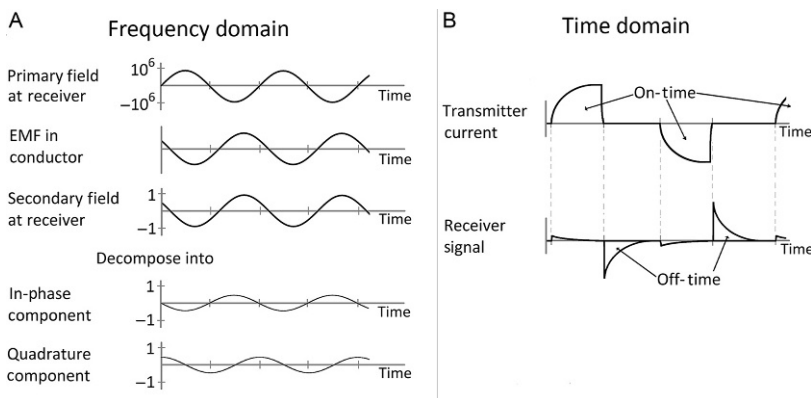 A
Frequency domain
Primary field
at receiver
10⁶
–10⁶
Time
EMF in
conductor
Time
Secondary field
at receiver
1
–1
Time
Decompose into
In-phase
component
1
–1
Time
Quadrature
component
1
–1
Time
B
Time domain
Transmitter
current
On-time
Time
Receiver
signal
Off-time
Time